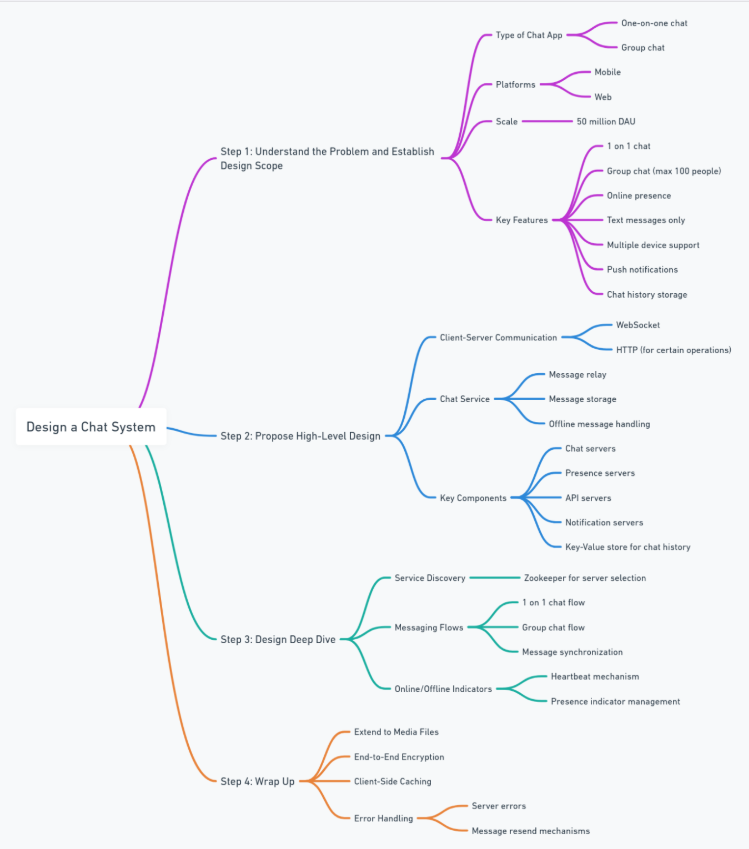 Design a Chat System
Step 1: Understand the Problem and Establish
Design Scope
Type of Chat App
One-on-one chat
Group chat
Platforms
Mobile
Web
Scale
50 million DAU
Key Features
1 on 1 chat
Group chat (max 100 people)
Online presence
Text messages only
Multiple device support
Push notifications
Chat history storage
Step 2: Propose High-Level Design
Client-Server Communication
WebSocket
HTTP (for certain operations)
Chat Service
Message relay
Message storage
Offline message handling
Key Components
Chat servers
Presence servers
API servers
Notification servers
Key-Value store for chat history
Step 3: Design Deep Dive
Service Discovery
Zookeeper for server selection
Messaging Flows
1 on 1 chat flow
Group chat flow
Message synchronization
Online/Offline Indicators
Heartbeat mechanism
Presence indicator management
Step 4: Wrap Up
Extend to Media Files
End-to-End Encryption
Client-Side Caching
Error Handling
Server errors
Message resend mechanisms